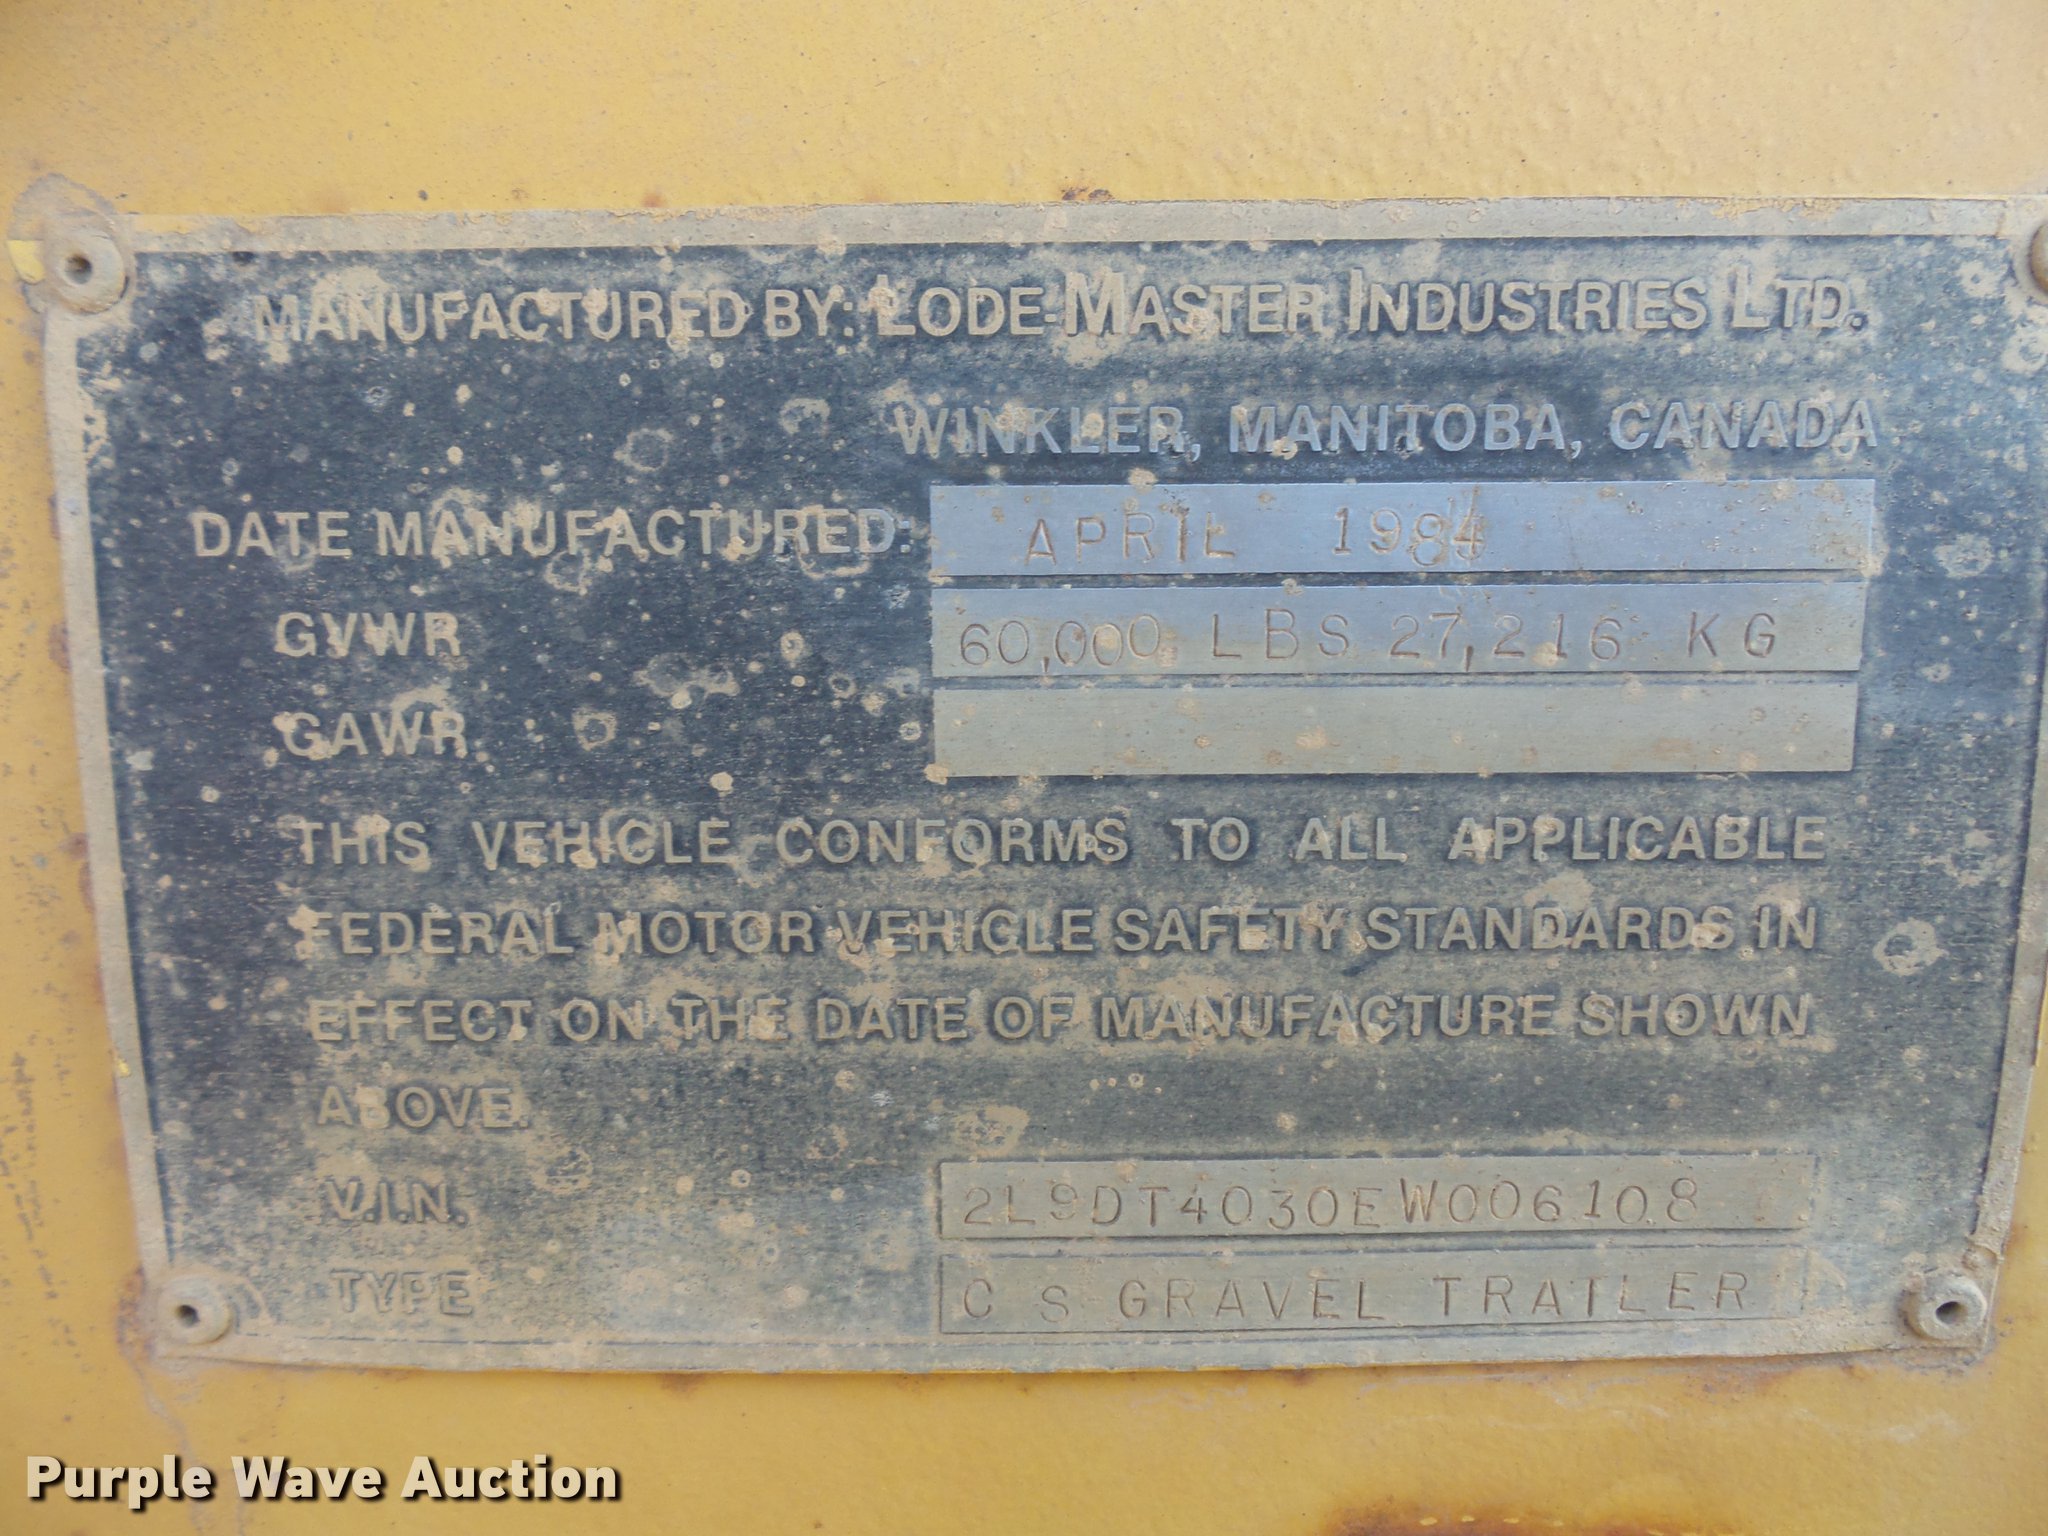 MANUFACTURED BY: LODE-MASTER INDUSTRIES LTD.
WINKLER, MANITOBA, CANADA
DATE MANUFACTURED: APRIL 1984
GVWR 60,000 LBS 27,216 KG
GAWR
THIS VEHICLE CONFORMS TO ALL APPLICABLE
FEDERAL MOTOR VEHICLE SAFETY STANDARDS IN
EFFECT ON THE DATE OF MANUFACTURE SHOWN
ABOVE.
V.I.N. 2L9DT4030EW006108
TYPE C S GRAVEL TRAILER
Purple Wave Auction